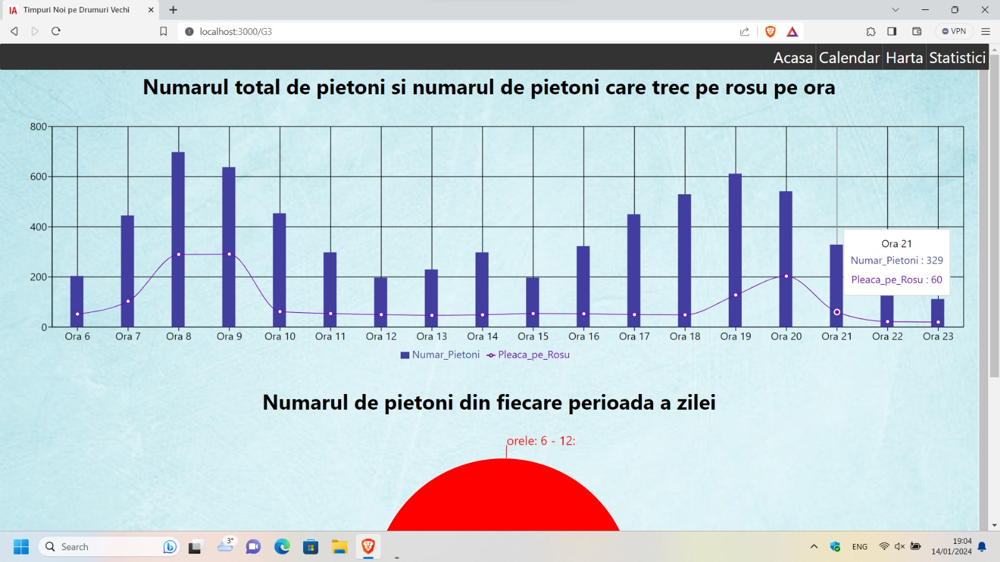 Timpuri Noi pe Drumuri Vechi
localhost:3000/G3
VPN
Acasa Calendar Harta Statistici
Numarul total de pietoni si numarul de pietoni care trec pe rosu pe ora
800
600
400
200
0
Ora 21
Numar_Pietoni : 329
Pleaca_pe_Rosu : 60
Ora 6 Ora 7 Ora 8 Ora 9 Ora 10 Ora 11 Ora 12 Ora 13 Ora 14 Ora 15 Ora 16 Ora 17 Ora 18 Ora 19 Ora 20 Ora 21 Ora 22 Ora 23
Numar_Pietoni Pleaca_pe_Rosu
Numarul de pietoni din fiecare perioada a zilei
orele: 6 - 12:
Search
3°
ENG
19:04
14/01/2024